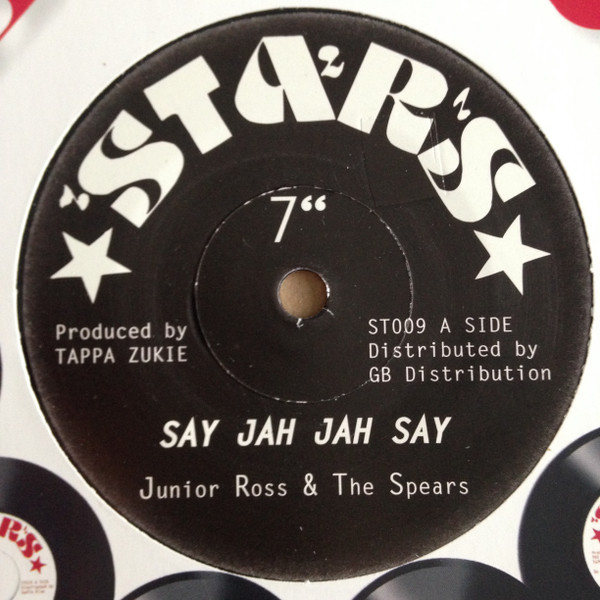 STARS
7“
Produced by
TAPPA ZUKIE
ST009 A SIDE
Distributed by
GB Distribution
SAY JAH JAH SAY
Junior Ross & The Spears